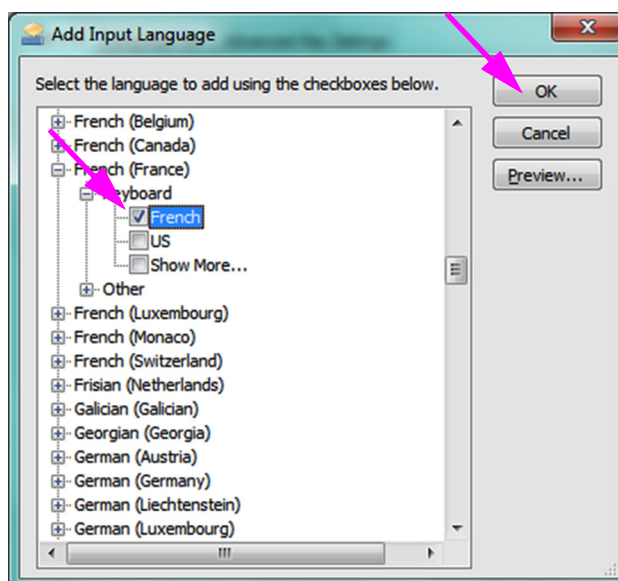 Add Input Language
Select the language to add using the checkboxes below.
French (Belgium)
French (Canada)
French (France)
Keyboard
French
US
Show More...
Other
French (Luxembourg)
French (Monaco)
French (Switzerland)
Frisian (Netherlands)
Galician (Galician)
Georgian (Georgia)
German (Austria)
German (Germany)
German (Liechtenstein)
German (Luxembourg)
OK
Cancel
Preview...